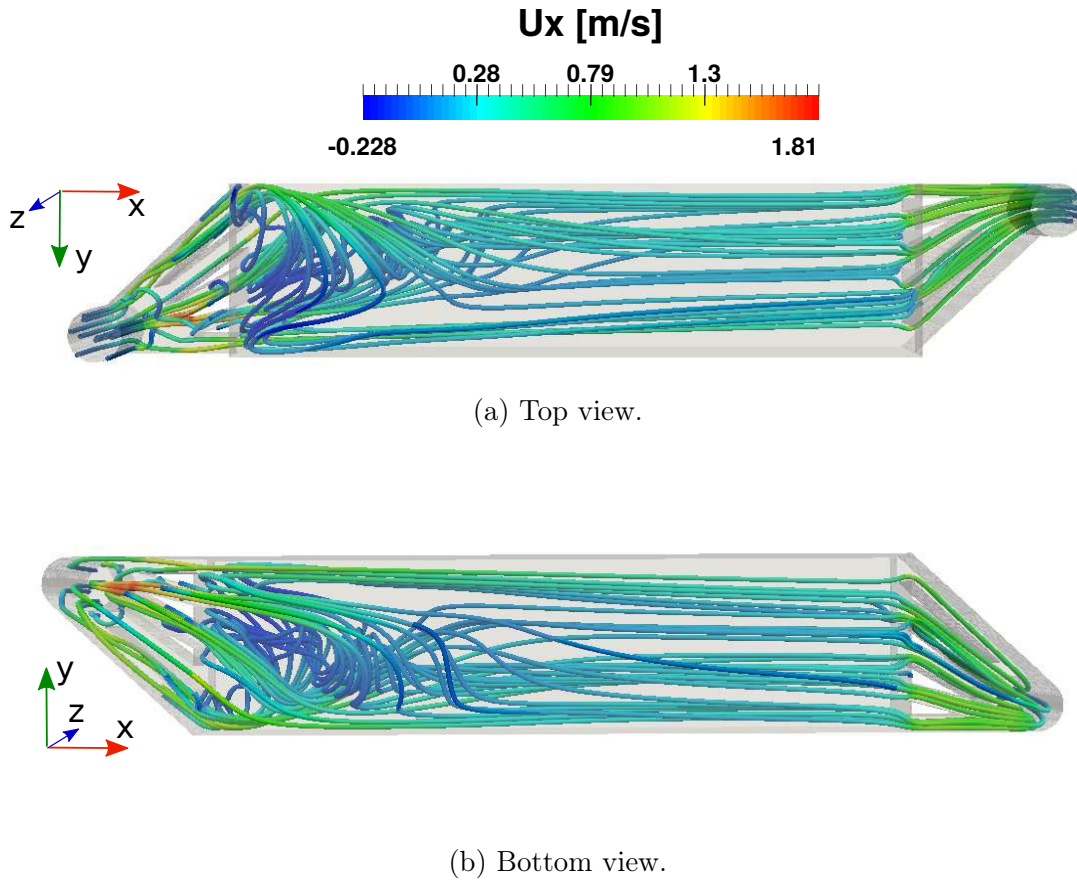 Ux [m/s]
0.28 0.79 1.3
-0.228 1.81
z x
y
(a) Top view.
y
z x
(b) Bottom view.